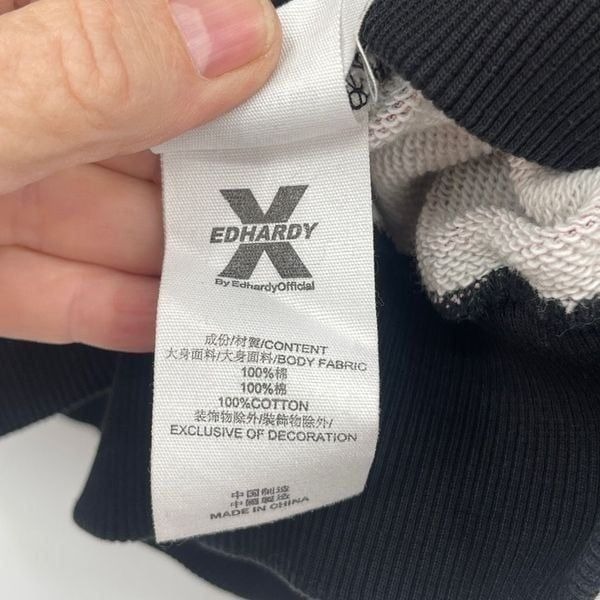 X
EDHARDY
By EdhardyOfficial
成份/材質/CONTENT
大身面料/大身面料/BODY FABRIC
100%棉
100%棉
100%COTTON
装饰物除外/裝飾物除外/
EXCLUSIVE OF DECORATION
中国制造
中國製造
MADE IN CHINA